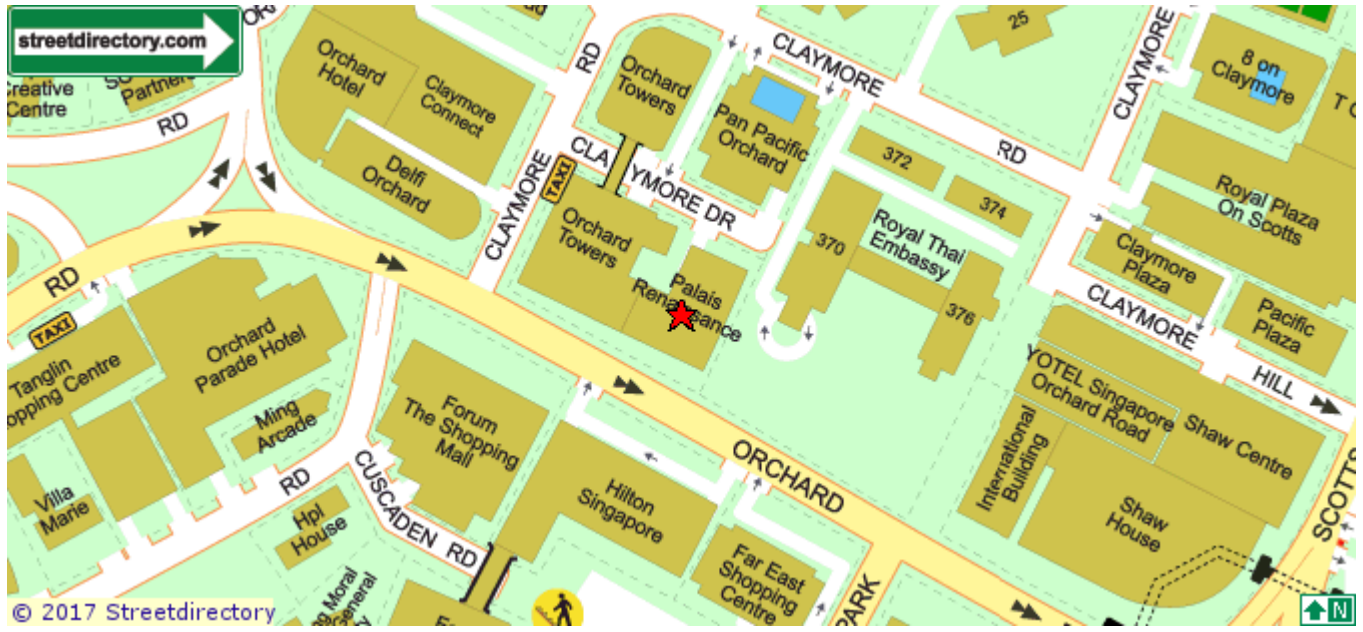 streetdirectory.com
Creative
Centre
Partners
RD
Orchard
Hotel
Claymore
Connect
Delfi
Orchard
RD
CLAYMORE
TAXI
Orchard
Towers
CLA
YMORE DR
Orchard
Towers
Pan Pacific
Orchard
CLAYMORE
RD
25
CLAYMORE
8 on
Claymore
372
374
370
376
Royal Thai
Embassy
Royal Plaza
On Scotts
Claymore
Plaza
Pacific
Plaza
CLAYMORE
HILL
Palais
Renaissance
RD
TAXI
Tanglin
opping Centre
Orchard
Parade Hotel
Ming
Arcade
Villa
Marie
RD
Hpl
House
CUSCADEN RD
Forum
The Shopping
Mall
Hilton
Singapore
ORCHARD
Far East
Shopping
Centre
PARK
YOTEL Singapore
Orchard Road
International
Building
Shaw Centre
Shaw
House
SCOTTS
Moral
General
© 2017 Streetdirectory
N